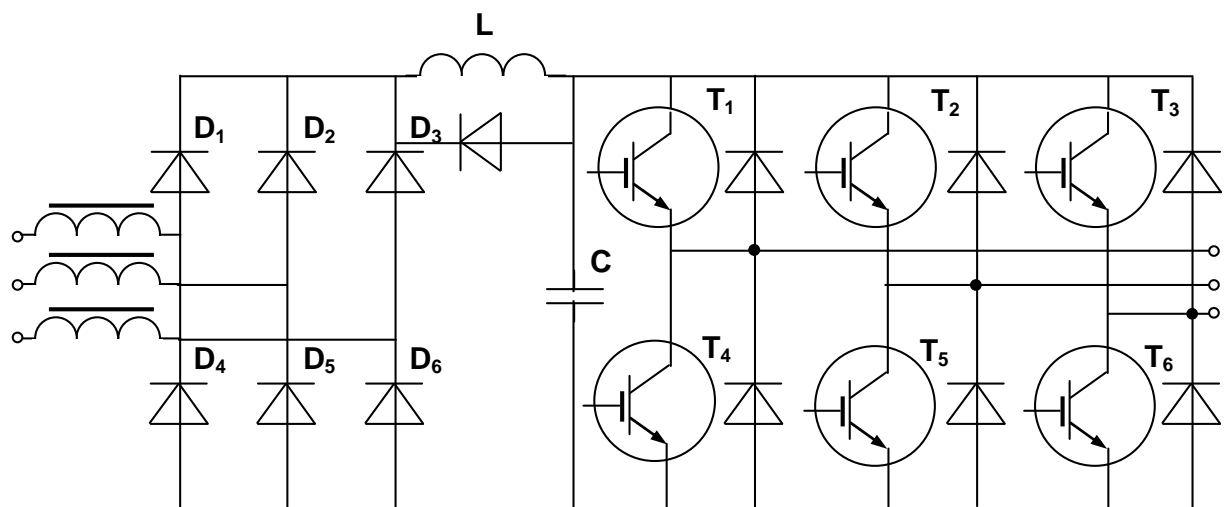 L
D₁
D₂
D₃
T₁
T₂
T₃
C
D₄
D₅
D₆
T₄
T₅
T₆